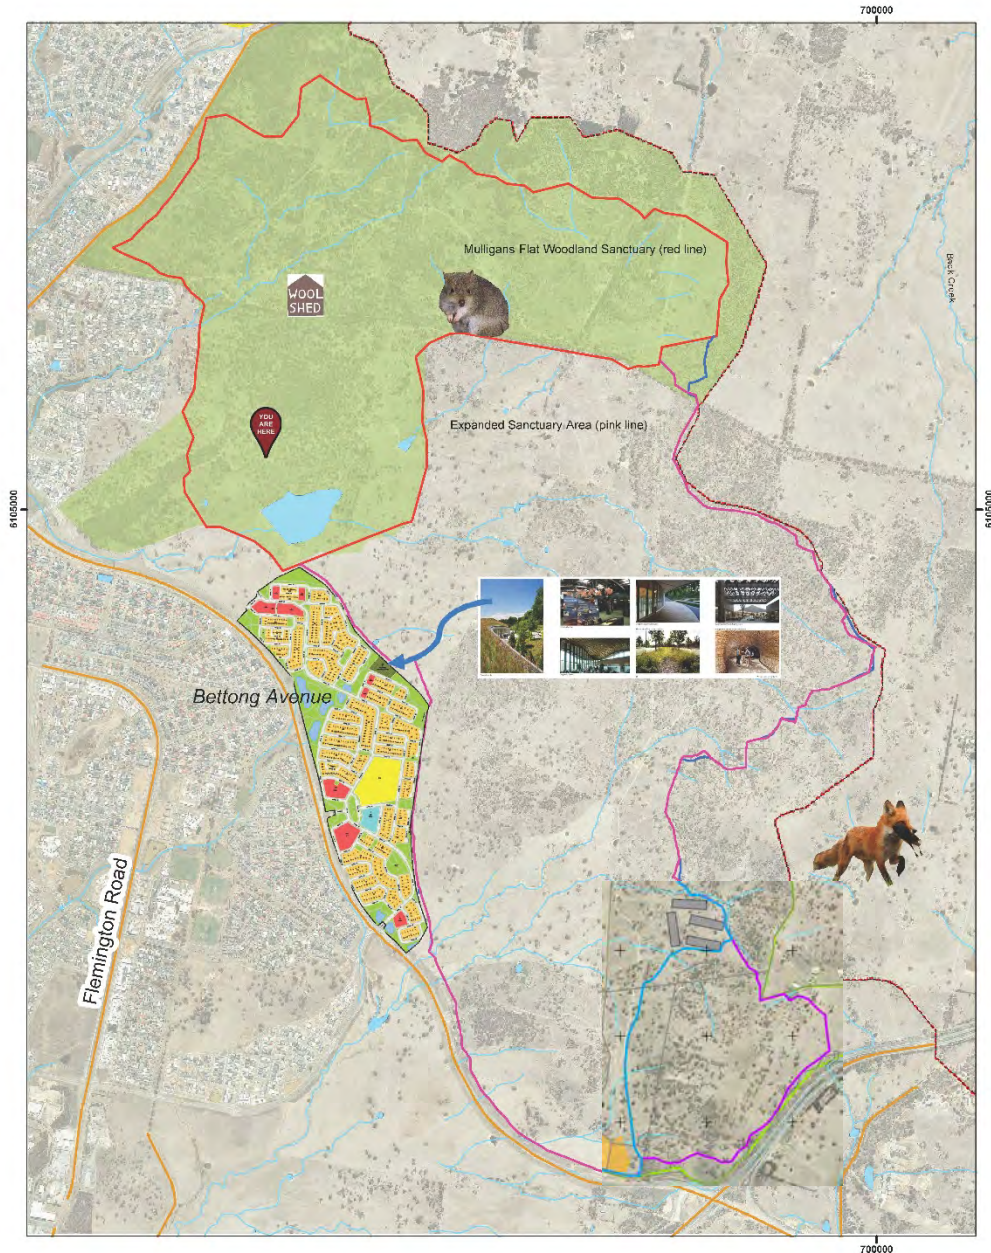 700000
Mulligans Flat Woodland Sanctuary (red line)
Back Creek
WOOL
SHED
YOU
ARE
HERE
Expanded Sanctuary Area (pink line)
6105000
6105000
Bettong Avenue
Flemington Road
700000